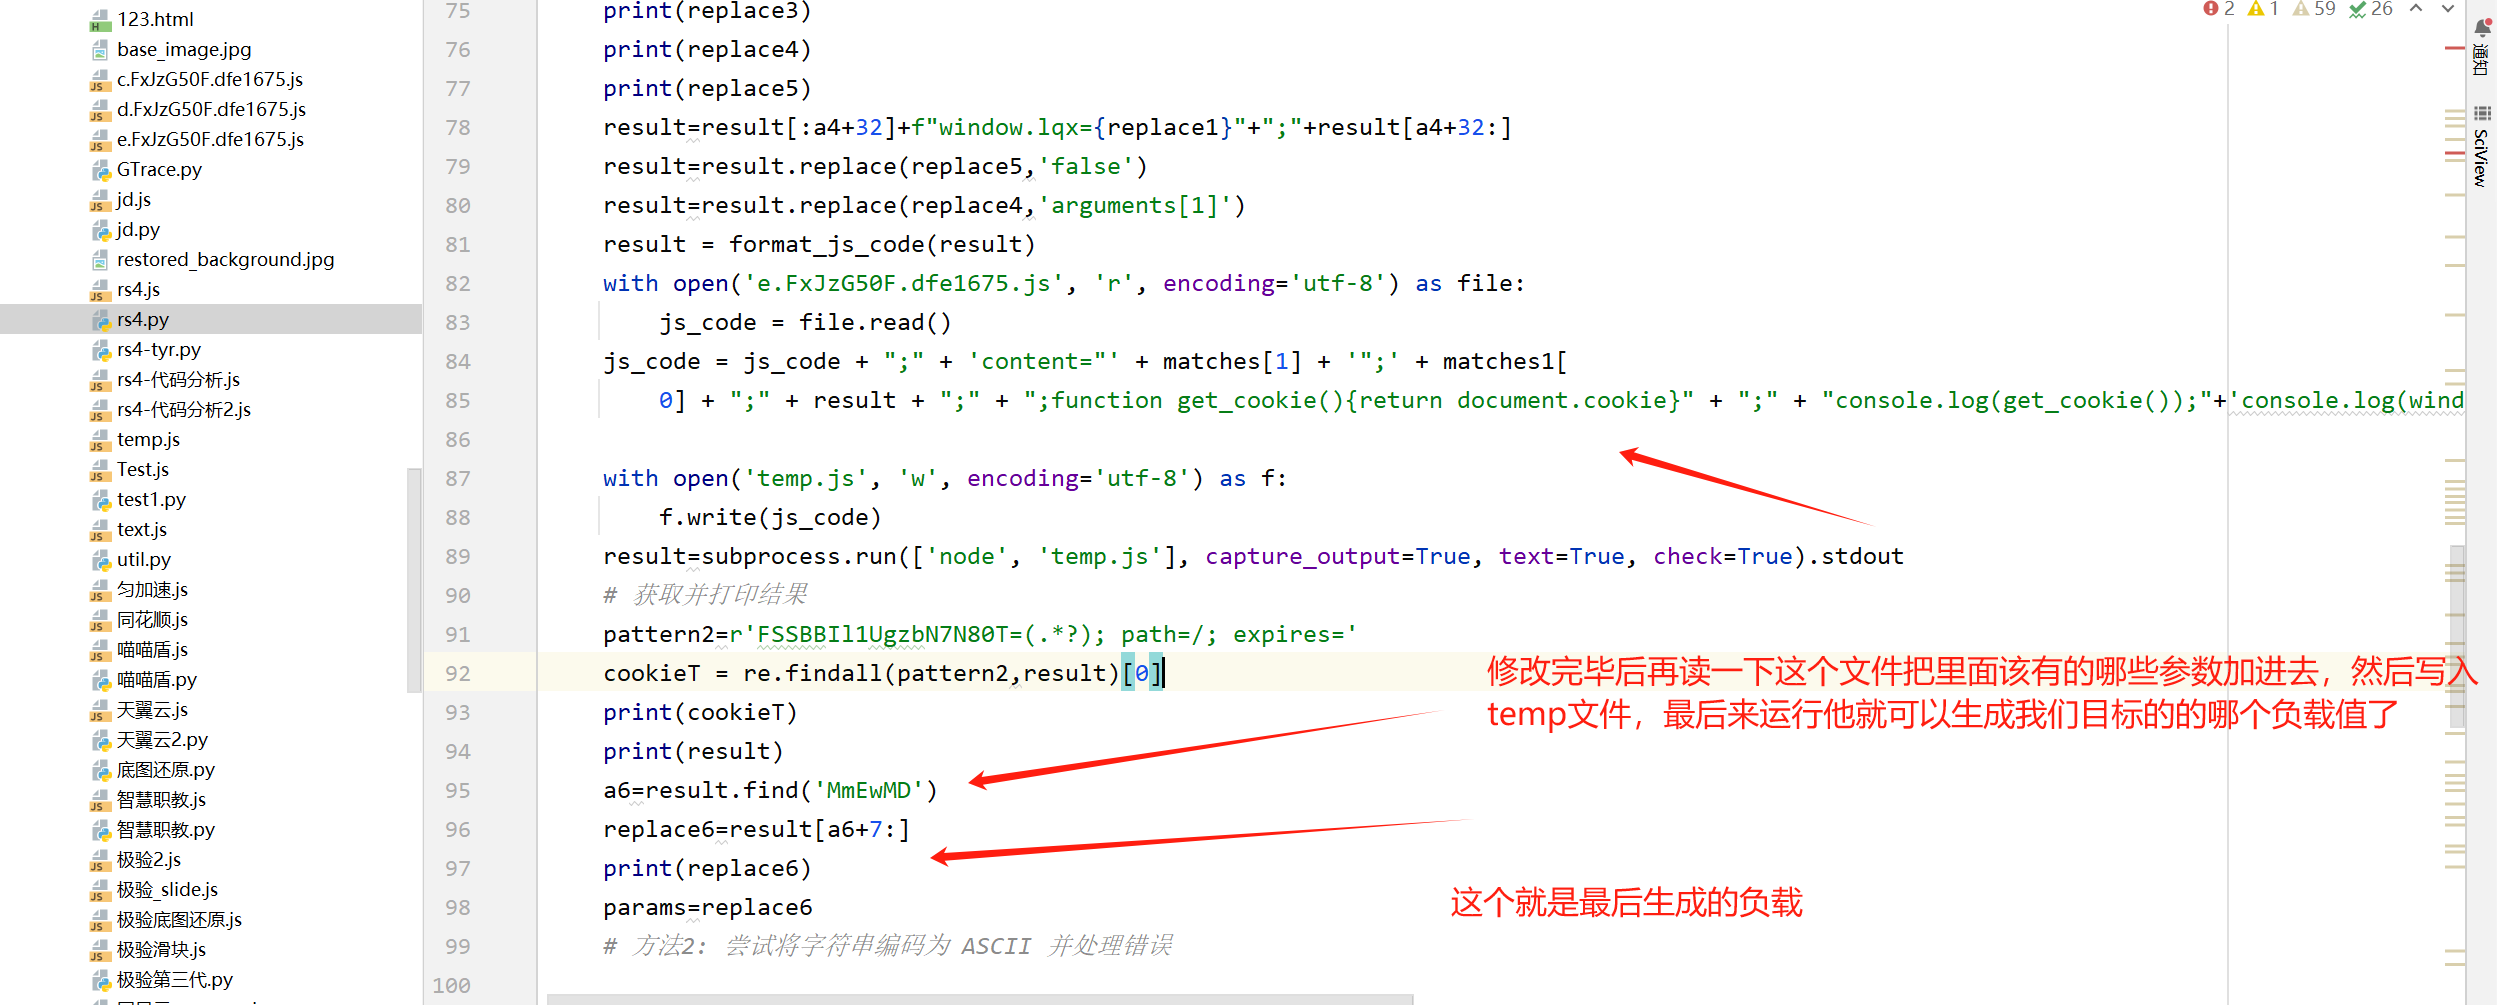 123.html
base_image.jpg
c.FxJzG50F.dfe1675.js
d.FxJzG50F.dfe1675.js
e.FxJzG50F.dfe1675.js
GTrace.py
jd.js
jd.py
restored_background.jpg
rs4.js
rs4.py
rs4-tyr.py
rs4-代码分析.js
rs4-代码分析2.js
temp.js
Test.js
test1.py
text.js
util.py
匀加速.js
同花顺.js
喵喵盾.js
喵喵盾.py
天翼云.js
天翼云2.py
底图还原.py
智慧职教.js
智慧职教.py
极验2.js
极验_slide.js
极验底图还原.js
极验滑块.js
极验第三代.py
75 print(replace3)
76 print(replace4)
77 print(replace5)
78 result=result[:a4+32]+f"window.lqx={replace1}"+";"+result[a4+32:]
79 result=result.replace(replace5,'false')
80 result=result.replace(replace4,'arguments[1]')
81 result = format_js_code(result)
82 with open('e.FxJzG50F.dfe1675.js', 'r', encoding='utf-8') as file:
83 js_code = file.read()
84 js_code = js_code + ";" + 'content="' + matches[1] + '";' + matches1[
85 0] + ";" + result + ";" + ";function get_cookie(){return document.cookie}" + ";" + "console.log(get_cookie());"+'console.log(wind
86
87 with open('temp.js', 'w', encoding='utf-8') as f:
88 f.write(js_code)
89 result=subprocess.run(['node', 'temp.js'], capture_output=True, text=True, check=True).stdout
90 # 获取并打印结果
91 pattern2=r'FSSBBIl1UgzbN7N80T=(.*?); path=/; expires='
92 cookieT = re.findall(pattern2,result)[0]
93 print(cookieT)
94 print(result)
95 a6=result.find('MmEwMD')
96 replace6=result[a6+7:]
97 print(replace6)
98 params=replace6
99 # 方法2: 尝试将字符串编码为 ASCII 并处理错误
100
修改完毕后再读一下这个文件把里面该有的哪些参数加进去，然后写入
temp文件，最后来运行他就可以生成我们目标的的哪个负载值了
这个就是最后生成的负载
2 1 59 26
通知
SciView